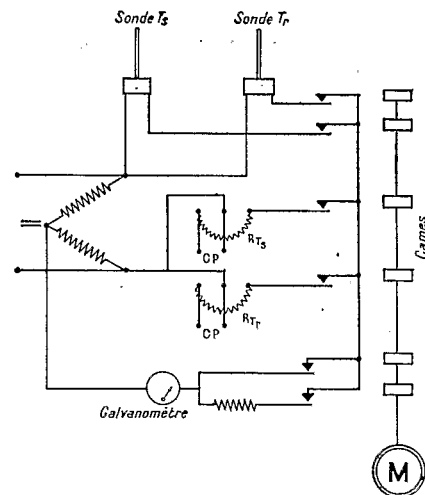 Sonde Ts
Sonde Tr
CP
RTs
CP
RTr
Cames
Galvanomètre
M